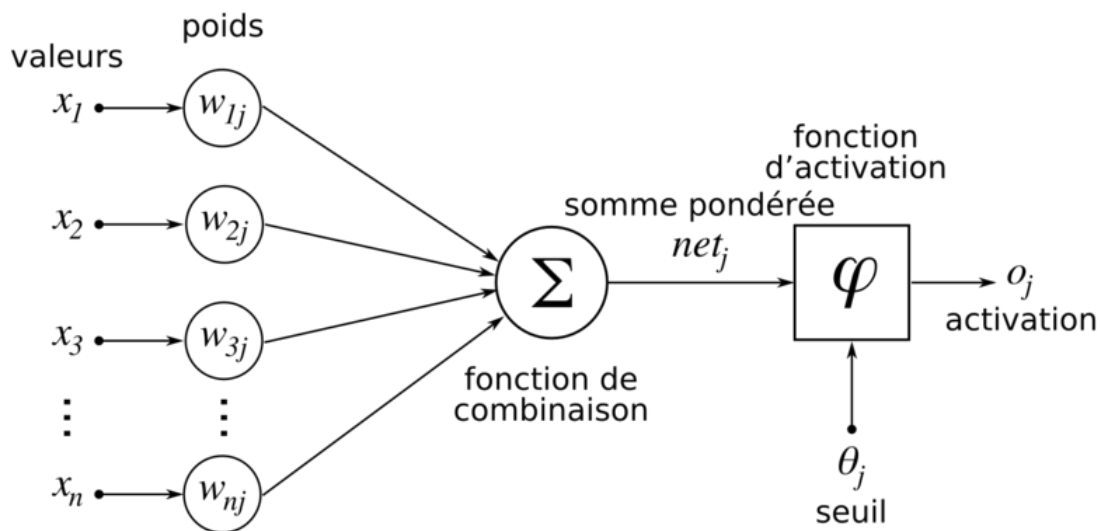 poids
valeurs
x1
w1j
x2
w2j
x3
w3j
xn
wnj
Σ
fonction de
combinaison
somme pondérée
netj
fonction
d'activation
φ
oj
activation
θj
seuil